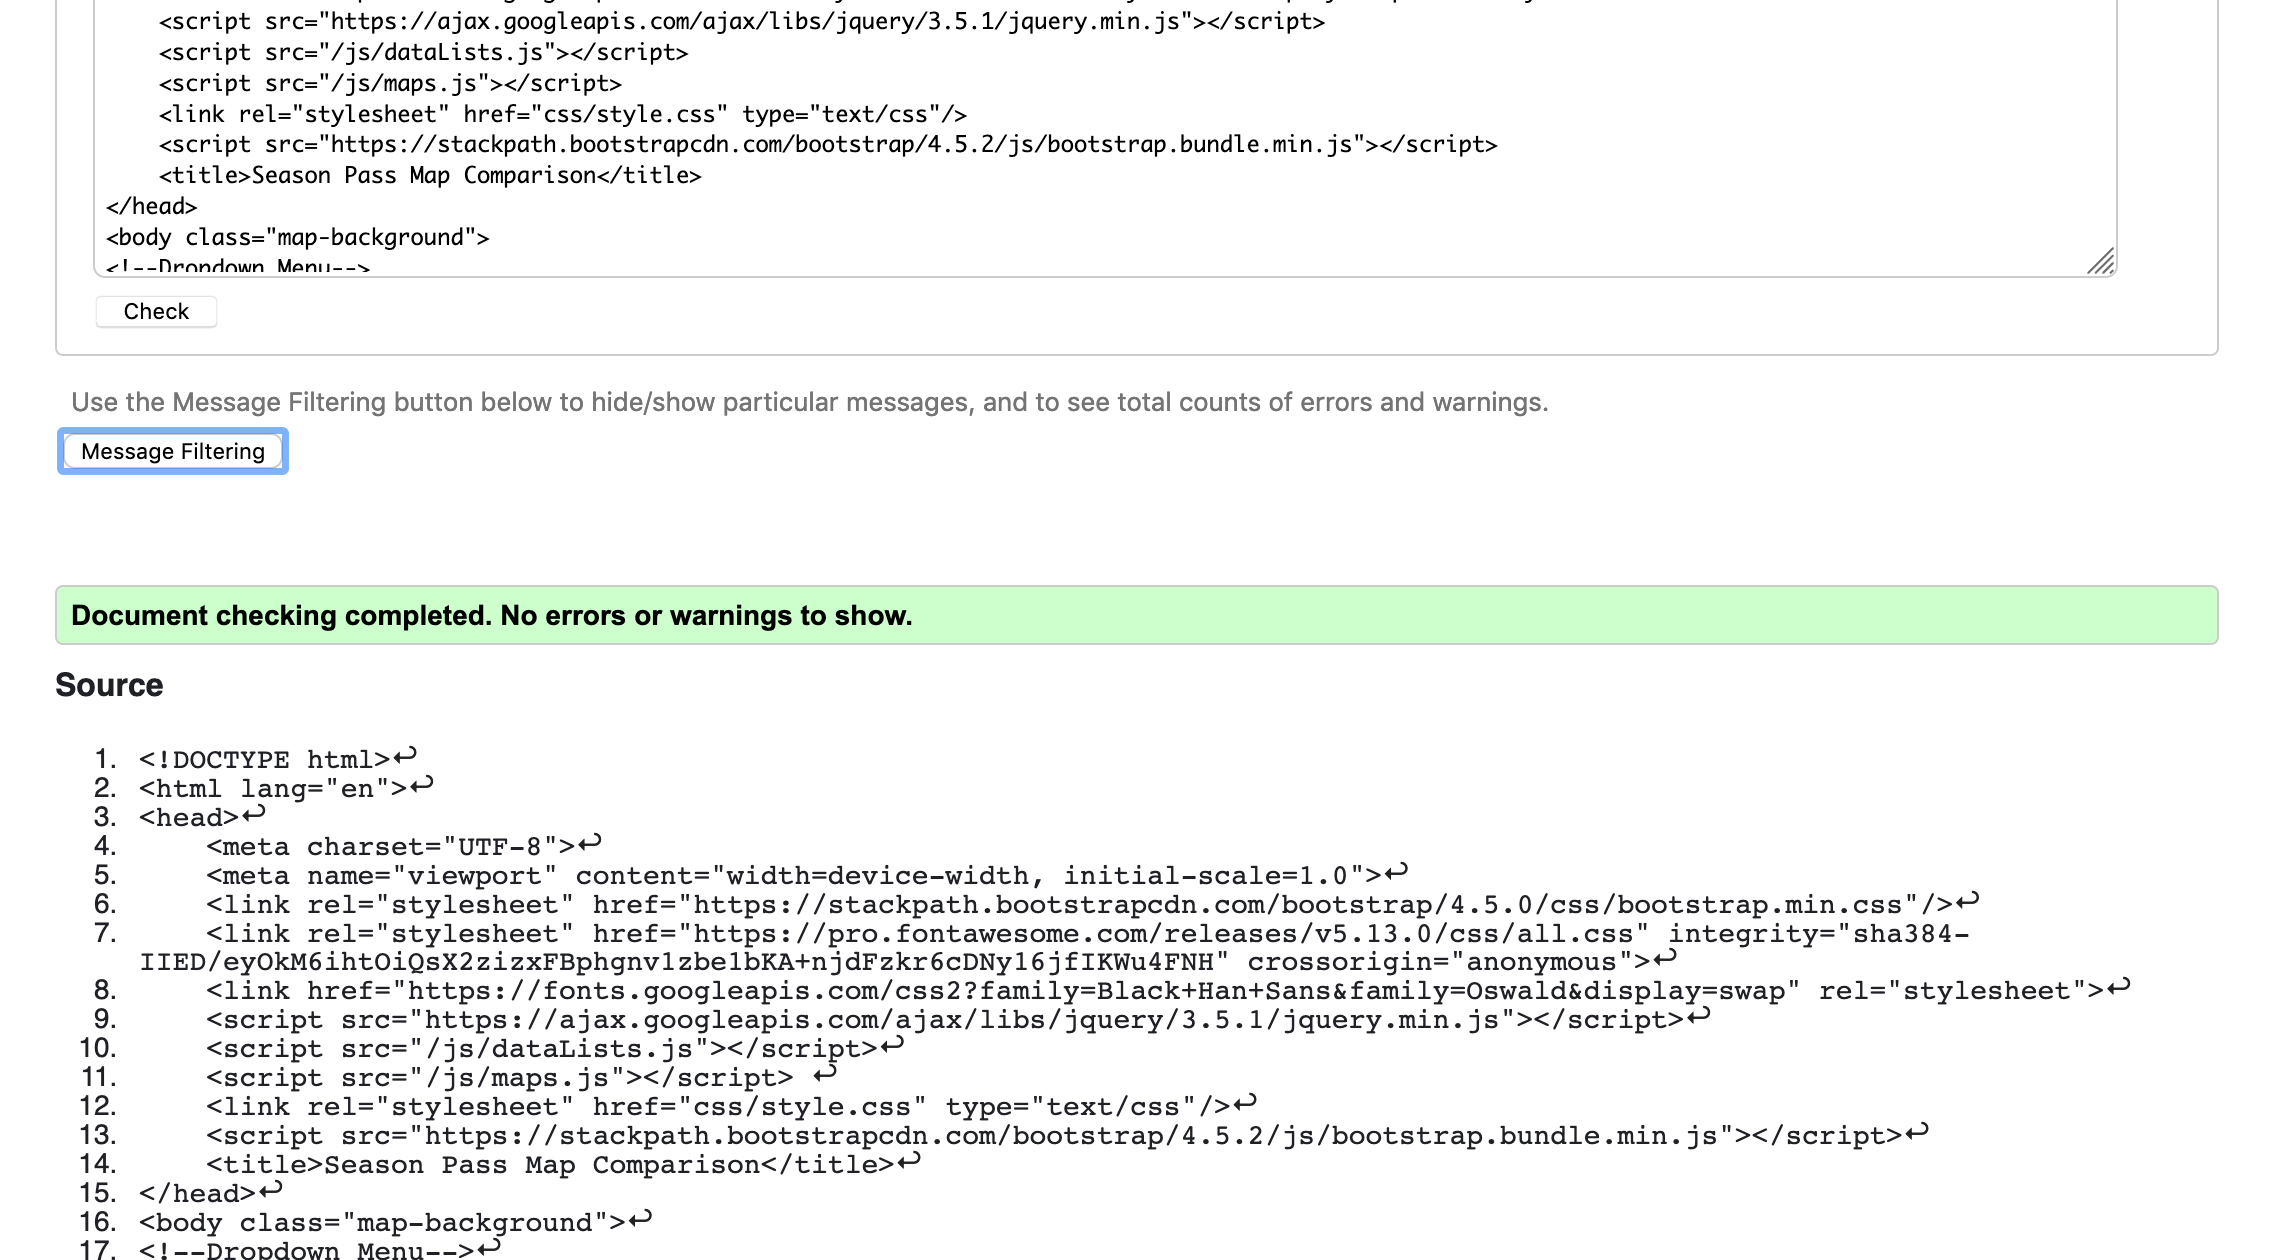 <script src="https://ajax.googleapis.com/ajax/libs/jquery/3.5.1/jquery.min.js"></script>
<script src="/js/dataLists.js"></script>
<script src="/js/maps.js"></script>
<link rel="stylesheet" href="css/style.css" type="text/css"/>
<script src="https://stackpath.bootstrapcdn.com/bootstrap/4.5.2/js/bootstrap.bundle.min.js"></script>
<title>Season Pass Map Comparison</title>
</head>
<body class="map-background">
<!--Dropdown Menu-->
Check
Use the Message Filtering button below to hide/show particular messages, and to see total counts of errors and warnings.
Message Filtering
Document checking completed. No errors or warnings to show.
Source
1. <!DOCTYPE html>↩
2. <html lang="en">↩
3. <head>↩
4. <meta charset="UTF-8">↩
5. <meta name="viewport" content="width=device-width, initial-scale=1.0">↩
6. <link rel="stylesheet" href="https://stackpath.bootstrapcdn.com/bootstrap/4.5.0/css/bootstrap.min.css"/>↩
7. <link rel="stylesheet" href="https://pro.fontawesome.com/releases/v5.13.0/css/all.css" integrity="sha384-
IIED/eyOkM6ihtOiQsX2zizxFBphgnv1zbe1bKA+njdFzkr6cDNy16jfIKWu4FNH" crossorigin="anonymous">↩
8. <link href="https://fonts.googleapis.com/css2?family=Black+Han+Sans&family=Oswald&display=swap" rel="stylesheet">↩
9. <script src="https://ajax.googleapis.com/ajax/libs/jquery/3.5.1/jquery.min.js"></script>↩
10. <script src="/js/dataLists.js"></script>↩
11. <script src="/js/maps.js"></script> ↩
12. <link rel="stylesheet" href="css/style.css" type="text/css"/>↩
13. <script src="https://stackpath.bootstrapcdn.com/bootstrap/4.5.2/js/bootstrap.bundle.min.js"></script>↩
14. <title>Season Pass Map Comparison</title>↩
15. </head>↩
16. <body class="map-background">↩
17. <!--Dropdown Menu-->↩